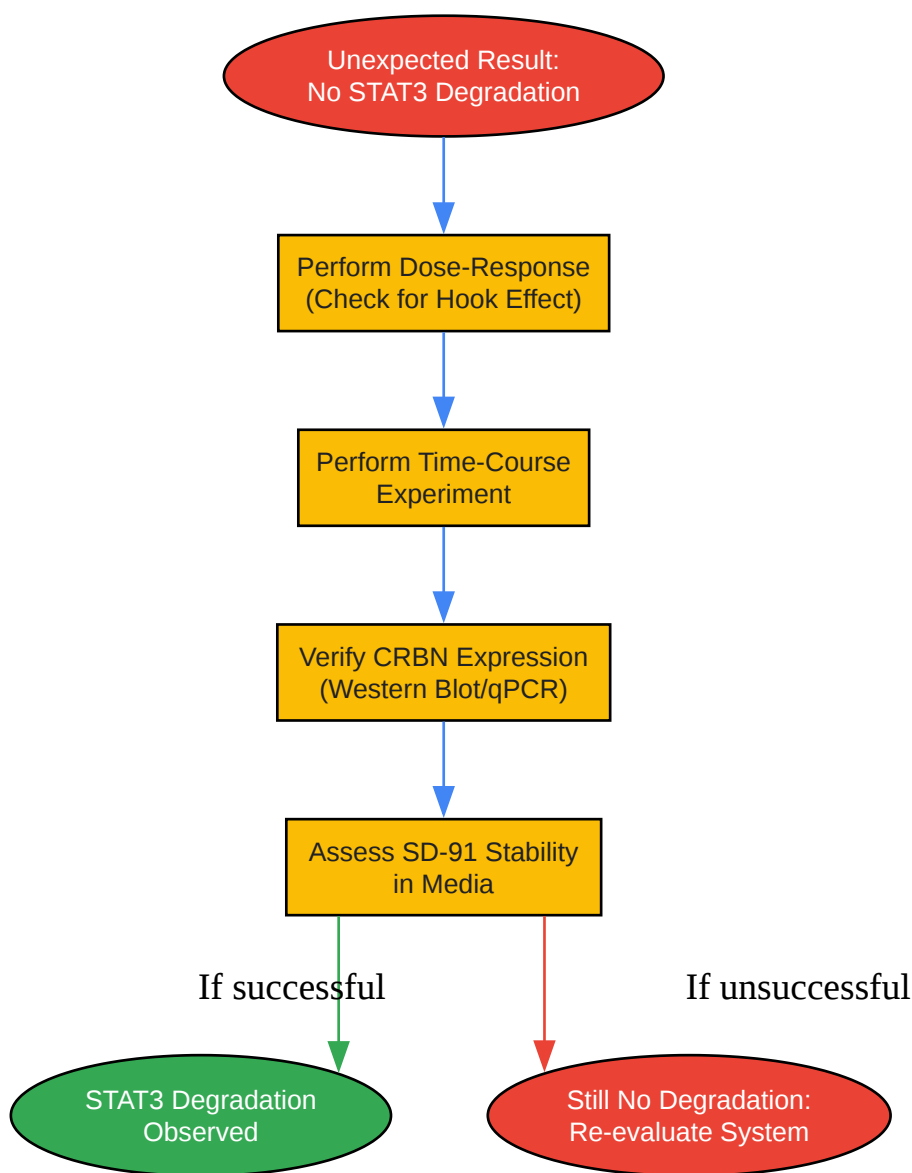 Unexpected Result:
No STAT3 Degradation
Perform Dose-Response
(Check for Hook Effect)
Perform Time-Course
Experiment
Verify CRBN Expression
(Western Blot/qPCR)
Assess SD-91 Stability
in Media
If successful
If unsuccessful
STAT3 Degradation
Observed
Still No Degradation:
Re-evaluate System